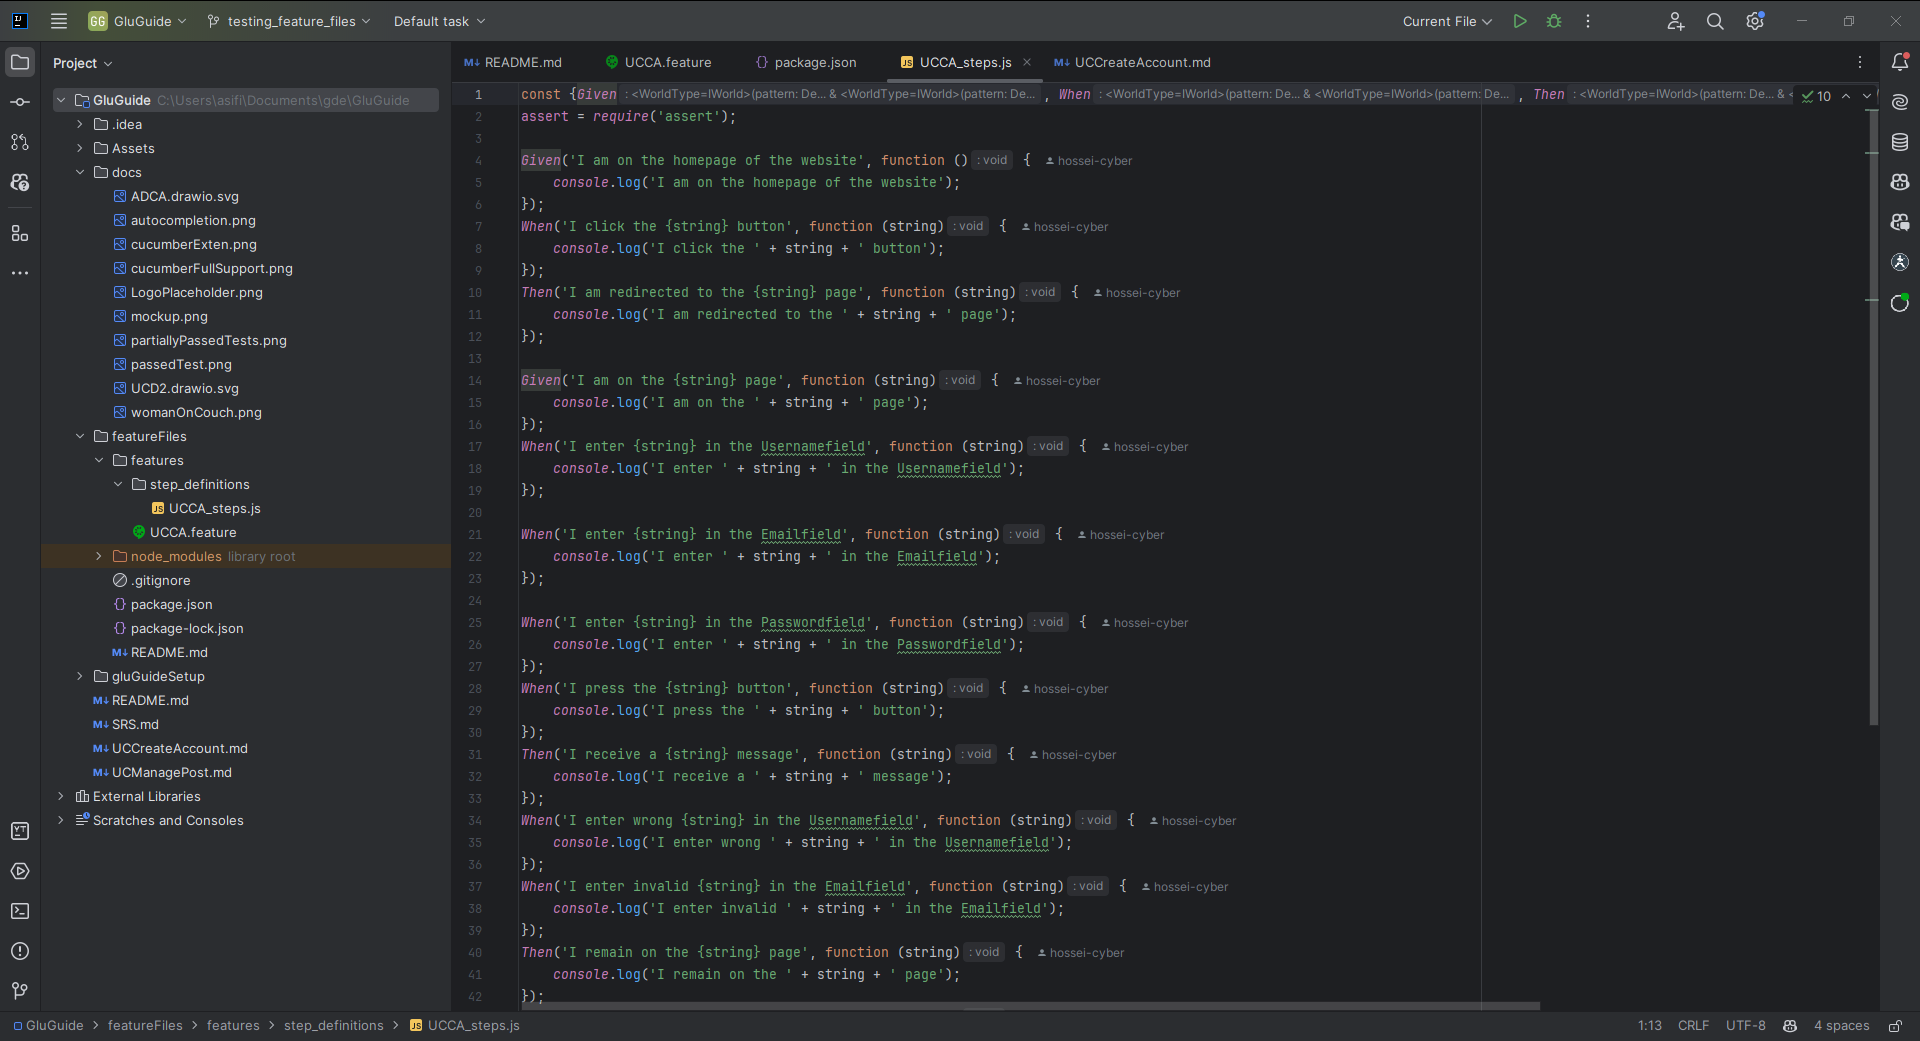 GG GluGuide testing_feature_files Default task Current File
Project
README.md UCCA.feature package.json UCCA_steps.js UCCreateAccount.md
GluGuide C:\Users\asifi\Documents\gde\GluGuide
.idea
Assets
docs
ADCA.drawio.svg
autocompletion.png
cucumberExten.png
cucumberFullSupport.png
LogoPlaceholder.png
mockup.png
partiallyPassedTests.png
passedTest.png
UCD2.drawio.svg
womanOnCouch.png
featureFiles
features
step_definitions
UCCA_steps.js
UCCA.feature
node_modules library root
.gitignore
package.json
package-lock.json
README.md
gluGuideSetup
README.md
SRS.md
UCCreateAccount.md
UCManagePost.md
External Libraries
Scratches and Consoles
1 const {Given : <WorldType=IWorld>(pattern: De... & <WorldType=IWorld>(pattern: De... , When : <WorldType=IWorld>(pattern: De... & <WorldType=IWorld>(pattern: De... , Then : <WorldType=IWorld>(pattern: De... & < 10
2 assert = require('assert');
3
4 Given('I am on the homepage of the website', function () : void { hossei-cyber
5 console.log('I am on the homepage of the website');
6 });
7 When('I click the {string} button', function (string) : void { hossei-cyber
8 console.log('I click the ' + string + ' button');
9 });
10 Then('I am redirected to the {string} page', function (string) : void { hossei-cyber
11 console.log('I am redirected to the ' + string + ' page');
12 });
13
14 Given('I am on the {string} page', function (string) : void { hossei-cyber
15 console.log('I am on the ' + string + ' page');
16 });
17 When('I enter {string} in the Usernamefield', function (string) : void { hossei-cyber
18 console.log('I enter ' + string + ' in the Usernamefield');
19 });
20
21 When('I enter {string} in the Emailfield', function (string) : void { hossei-cyber
22 console.log('I enter ' + string + ' in the Emailfield');
23 });
24
25 When('I enter {string} in the Passwordfield', function (string) : void { hossei-cyber
26 console.log('I enter ' + string + ' in the Passwordfield');
27 });
28 When('I press the {string} button', function (string) : void { hossei-cyber
29 console.log('I press the ' + string + ' button');
30 });
31 Then('I receive a {string} message', function (string) : void { hossei-cyber
32 console.log('I receive a ' + string + ' message');
33 });
34 When('I enter wrong {string} in the Usernamefield', function (string) : void { hossei-cyber
35 console.log('I enter wrong ' + string + ' in the Usernamefield');
36 });
37 When('I enter invalid {string} in the Emailfield', function (string) : void { hossei-cyber
38 console.log('I enter invalid ' + string + ' in the Emailfield');
39 });
40 Then('I remain on the {string} page', function (string) : void { hossei-cyber
41 console.log('I remain on the ' + string + ' page');
42 });
GluGuide > featureFiles > features > step_definitions > UCCA_steps.js 1:13 CRLF UTF-8 4 spaces